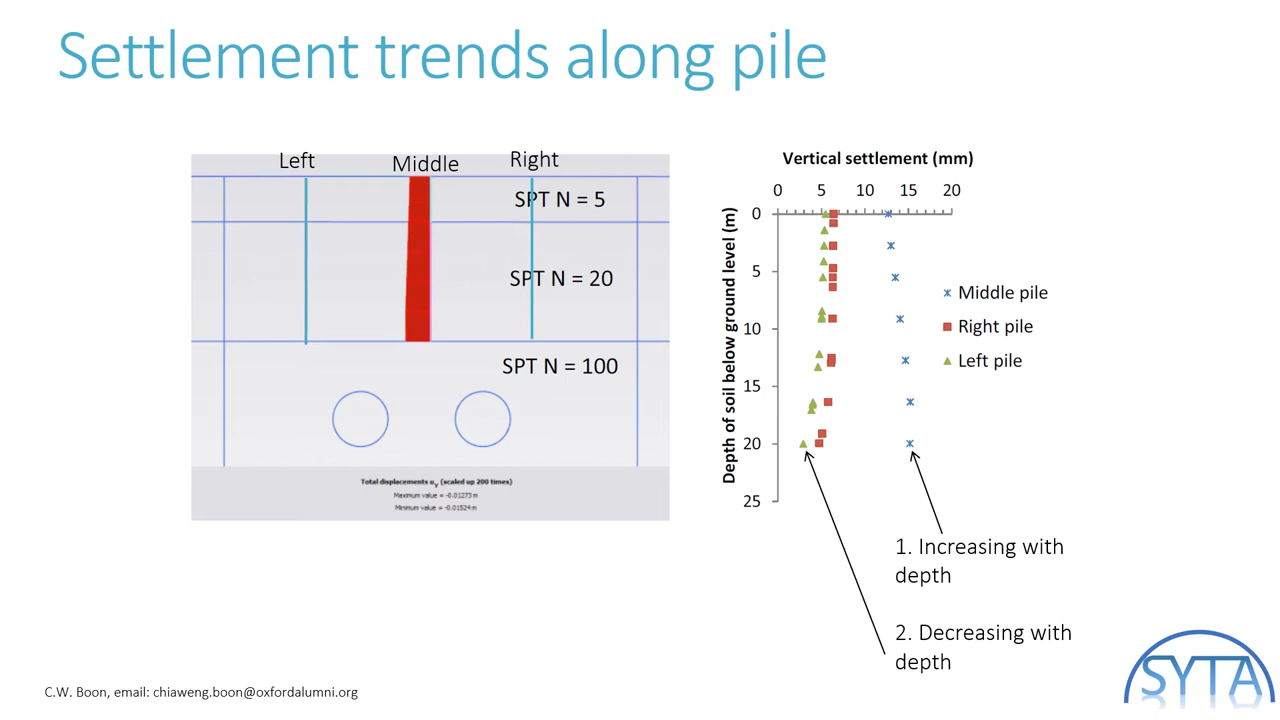 Settlement trends along pile
Left
Middle
Right
SPT N = 5
SPT N = 20
SPT N = 100
Total displacements uy (scaled up 200 times)
Maximum value = -0.01273 m
Minimum value = -0.01524 m
Vertical settlement (mm)
0 5 10 15 20
Depth of soil below ground level (m)
0
5
10
15
20
25
Middle pile
Right pile
Left pile
1. Increasing with
depth
2. Decreasing with
depth
C.W. Boon, email: chiaweng.boon@oxfordalumni.org
SYTA